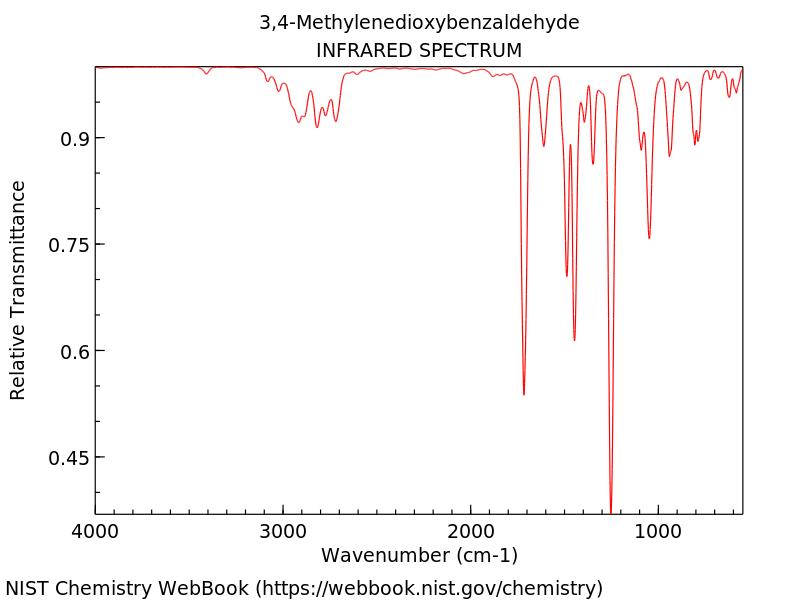 3,4-Methylenedioxybenzaldehyde
INFRARED SPECTRUM
Relative Transmittance
0.9
0.75
0.6
0.45
4000 3000 2000 1000
Wavenumber (cm-1)
NIST Chemistry WebBook (https://webbook.nist.gov/chemistry)